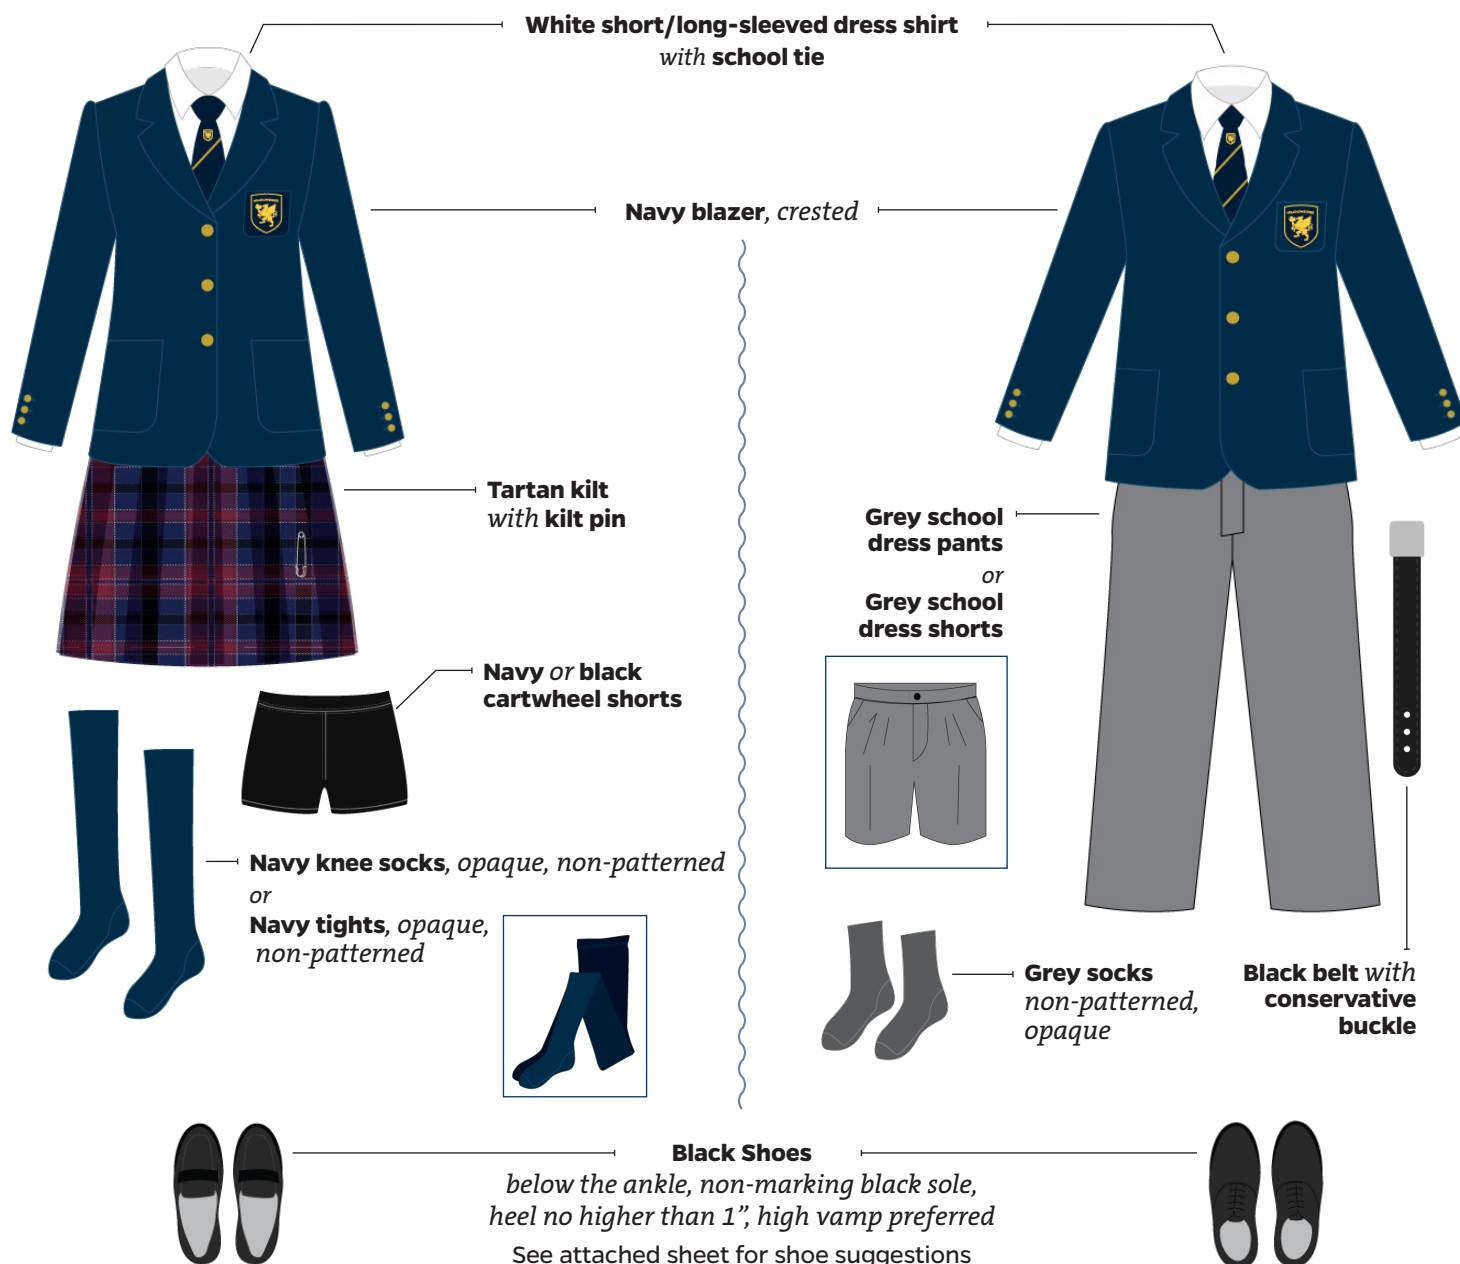 White short/long-sleeved dress shirt
with school tie
Navy blazer, crested
Tartan kilt
with kilt pin
Grey school
dress pants
or
Grey school
dress shorts
Navy or black
cartwheel shorts
Navy knee socks, opaque, non-patterned
or
Navy tights, opaque,
non-patterned
Grey socks
non-patterned,
opaque
Black belt with
conservative
buckle
Black Shoes
below the ankle, non-marking black sole,
heel no higher than 1”, high vamp preferred
See attached sheet for shoe suggestions